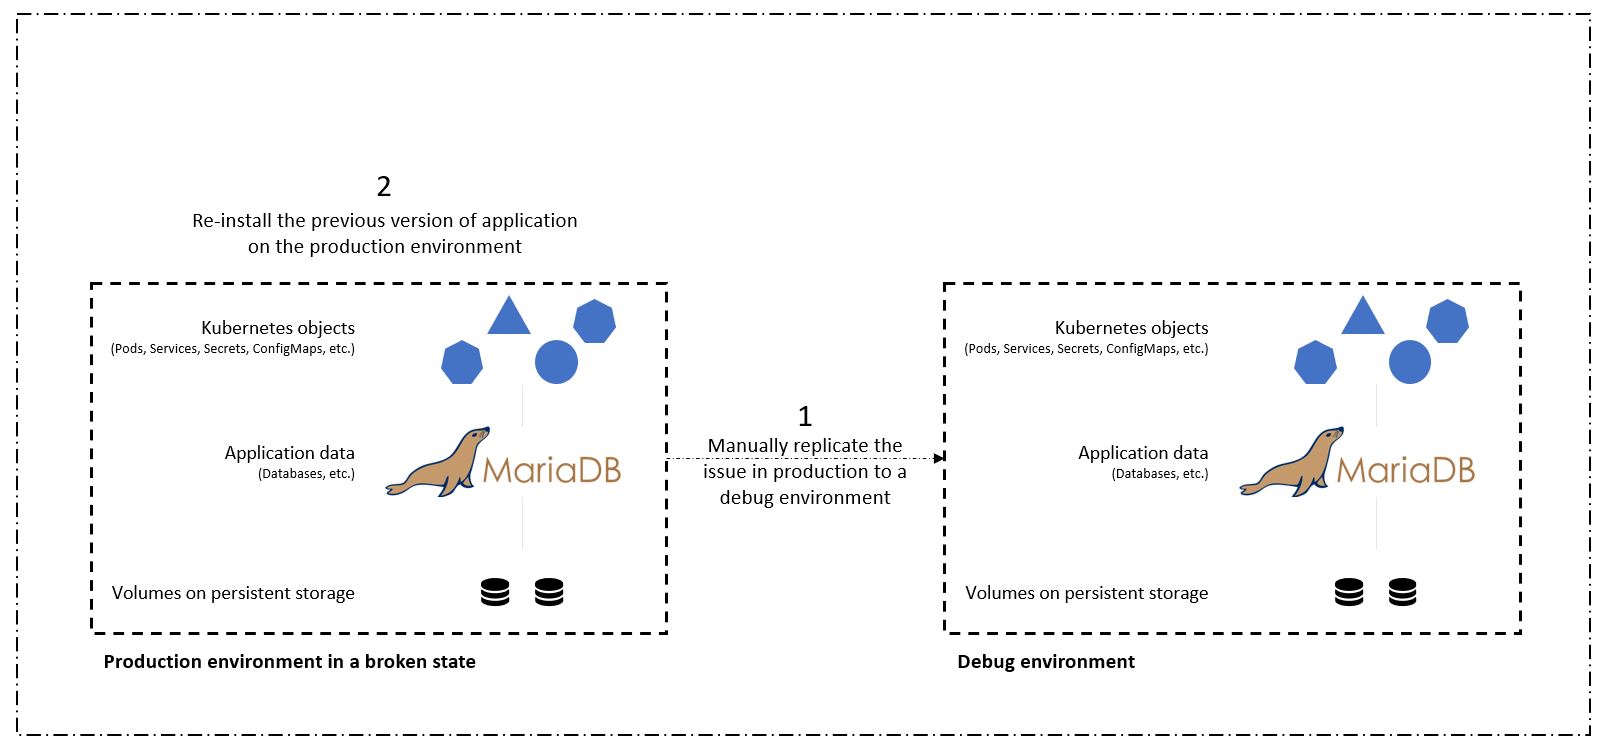 2
Re-install the previous version of application
on the production environment
Kubernetes objects
(Pods, Services, Secrets, ConfigMaps, etc.)
Application data
(Databases, etc.)
MariaDB
Volumes on persistent storage
Production environment in a broken state
1
Manually replicate the
issue in production to a
debug environment
Kubernetes objects
(Pods, Services, Secrets, ConfigMaps, etc.)
Application data
(Databases, etc.)
MariaDB
Volumes on persistent storage
Debug environment